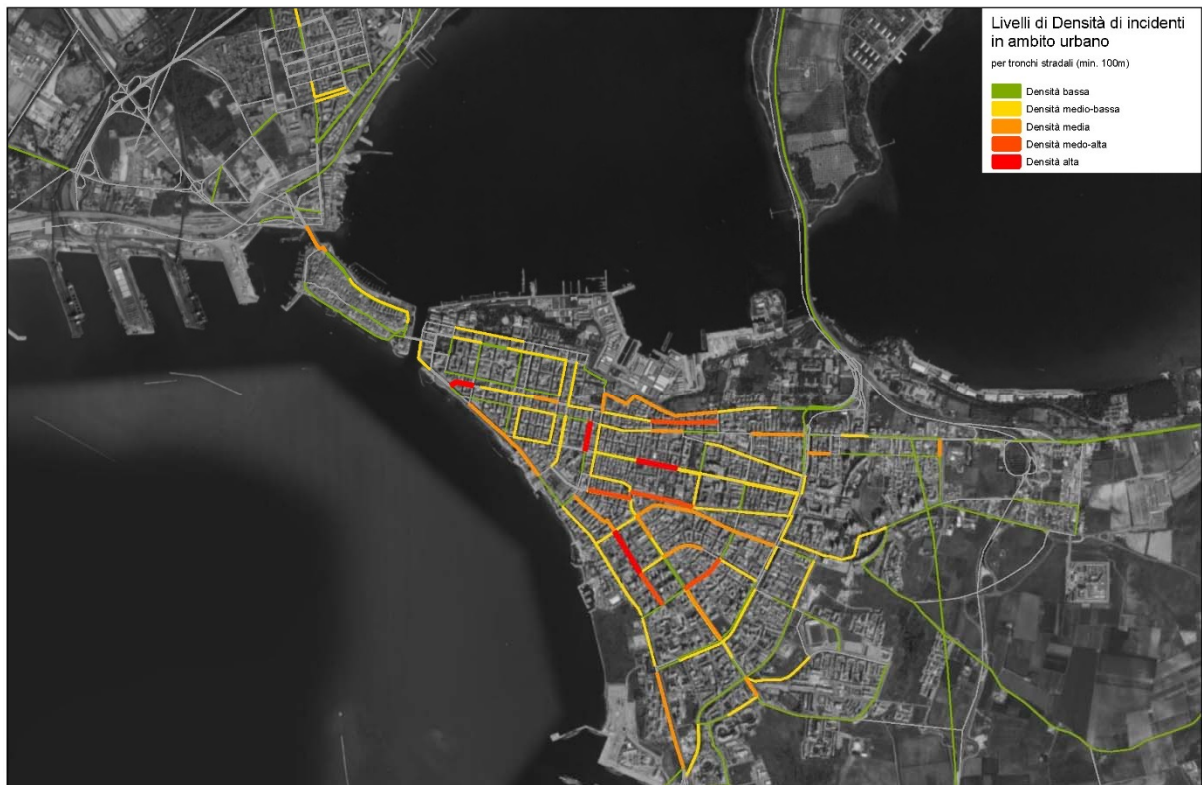 Livelli di Densità di incidenti
in ambito urbano
per tronchi stradali (min. 100m)
Densità bassa
Densità medio-bassa
Densità media
Densità medo-alta
Densità alta